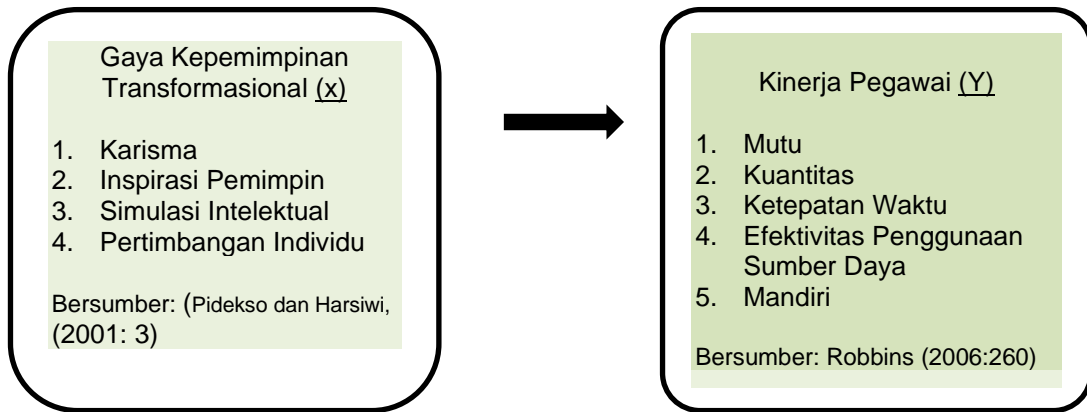 Gaya Kepemimpinan
Transformasional (x)
1. Karisma
2. Inspirasi Pemimpin
3. Simulasi Intelektual
4. Pertimbangan Individu
Bersumber: (Pidekso dan Harsiwi,
(2001: 3)
Kinerja Pegawai (Y)
1. Mutu
2. Kuantitas
3. Ketepatan Waktu
4. Efektivitas Penggunaan
Sumber Daya
5. Mandiri
Bersumber: Robbins (2006:260)